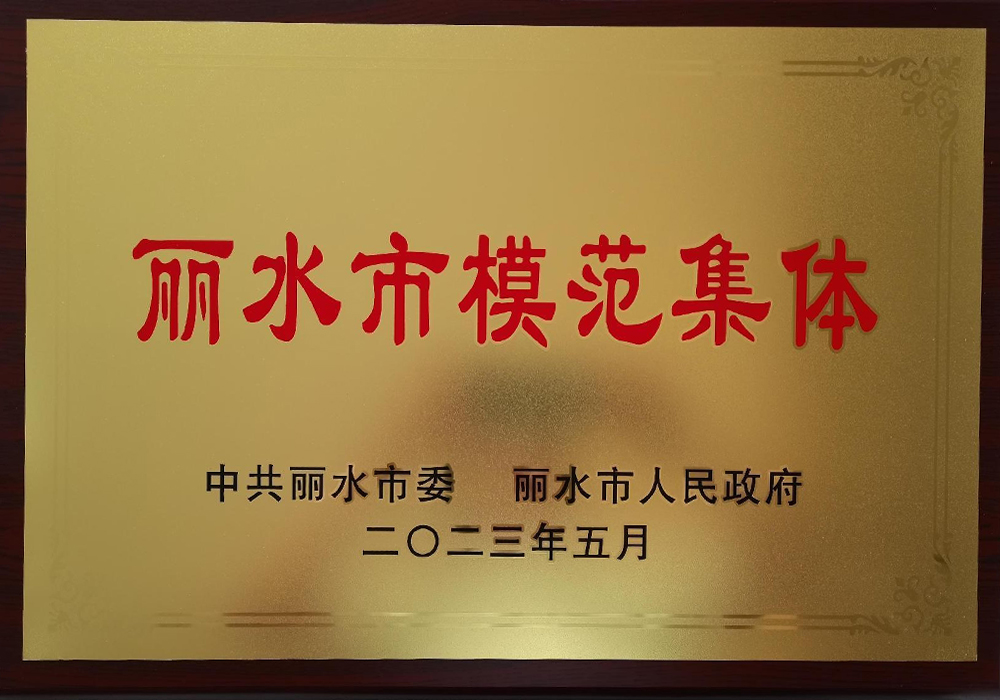 丽水市模范集体
中共丽水市委 丽水市人民政府
二〇二三年五月